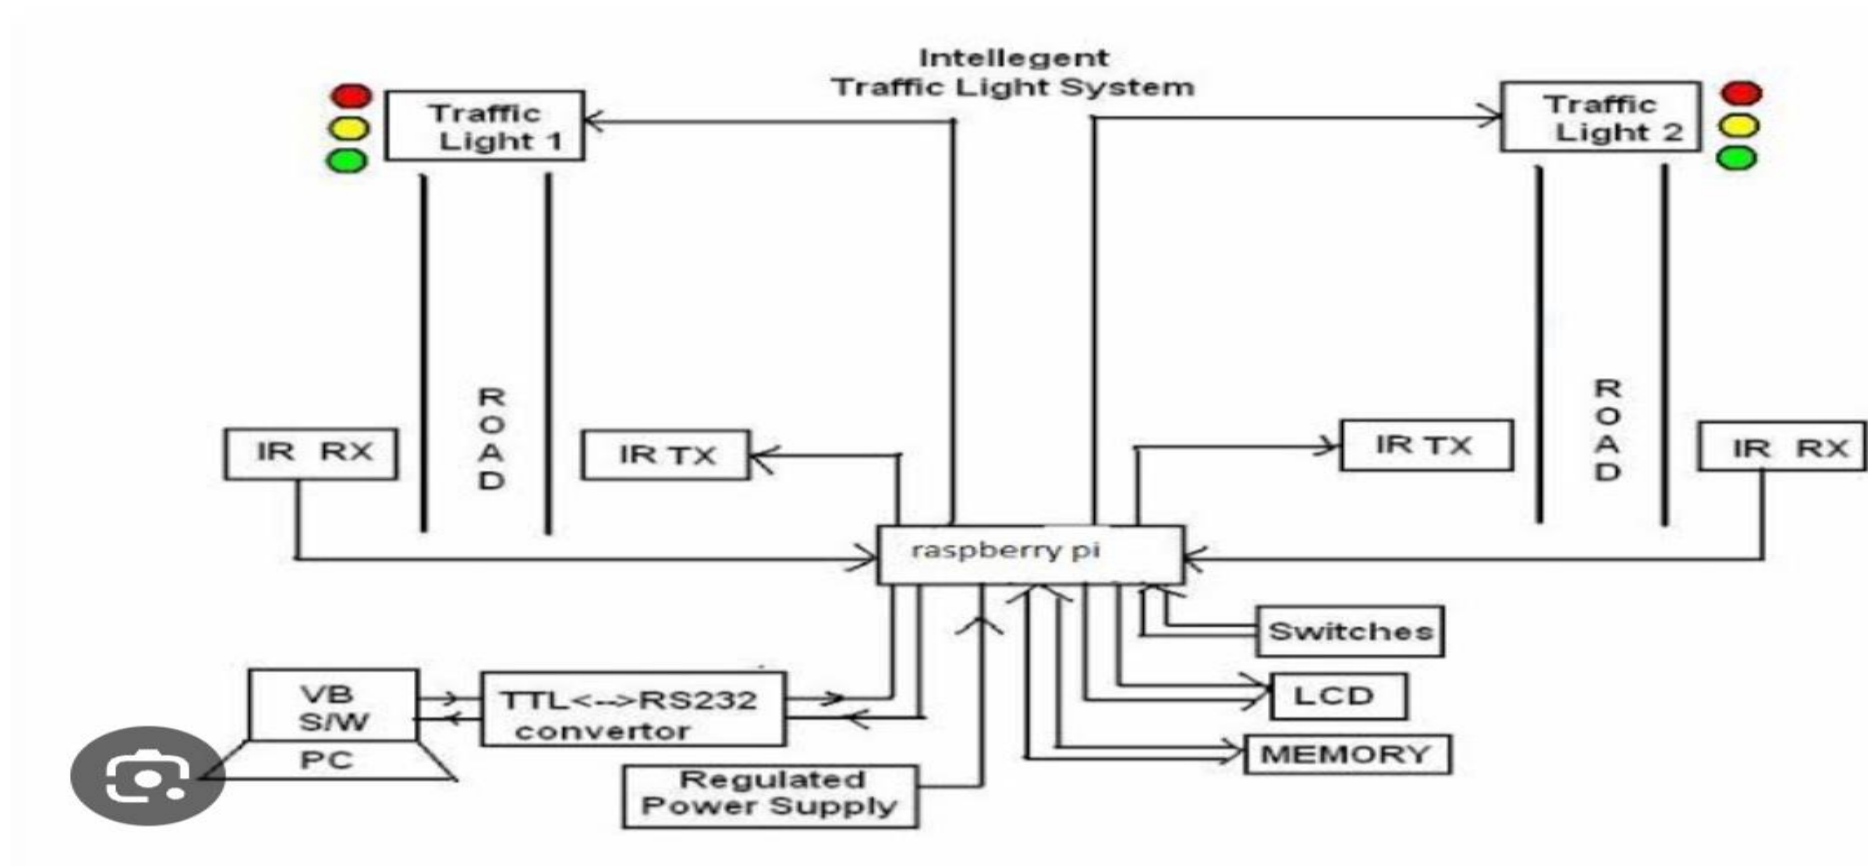 Intellegent
Traffic Light System
Traffic
Light 1
Traffic
Light 2
R
O
A
D
R
O
A
D
IR RX
IR TX
IR TX
IR RX
raspberry pi
Switches
VB
S/W
PC
TTL<-->RS232
convertor
LCD
MEMORY
Regulated
Power Supply